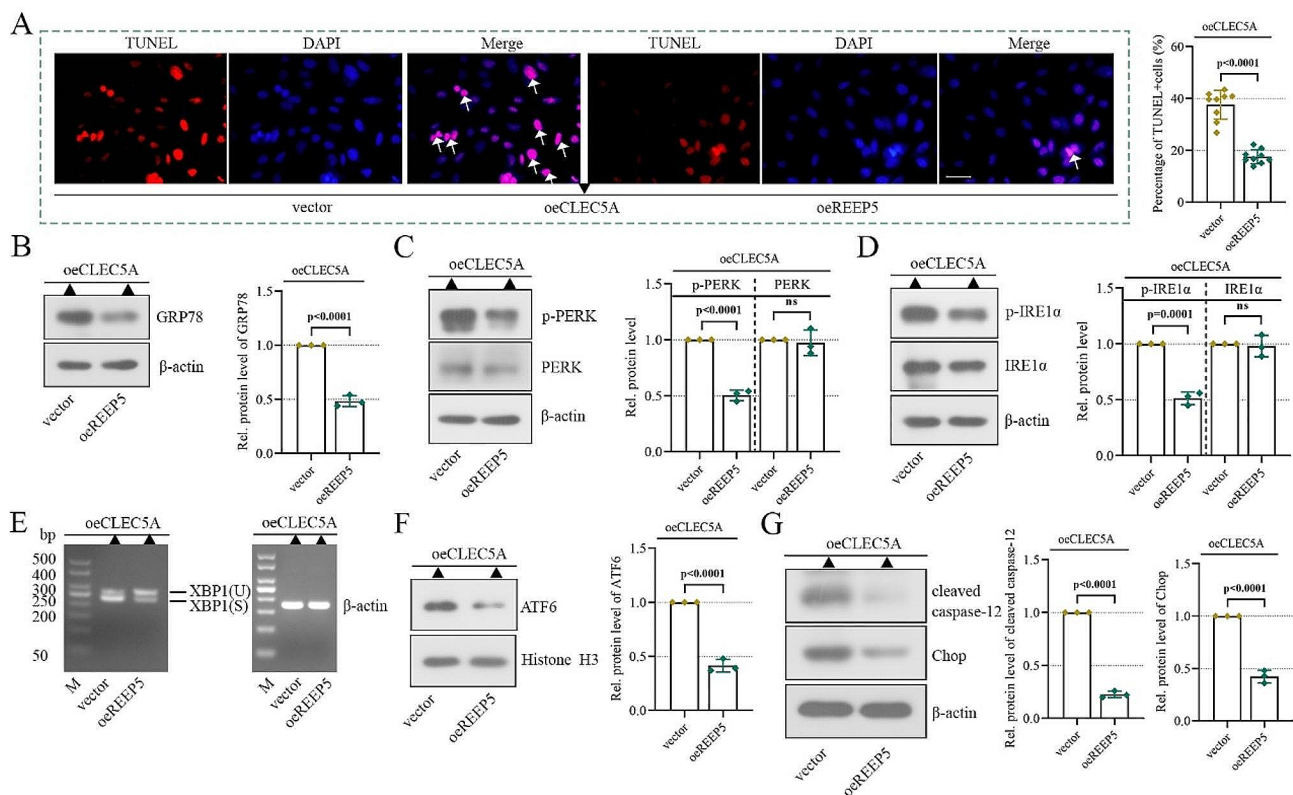 A
TUNEL DAPI Merge TUNEL DAPI Merge
vector oeCLEC5A oeREEP5
oeCLEC5A
Percentage of TUNEL+cells (%)
60
40
20
0
p<0.0001
vector
oeREEP5
B
oeCLEC5A
GRP78
β-actin
vector
oeREEP5
oeCLEC5A
Rel. protein level of GRP78
1.5
1.0
0.5
0.0
p<0.0001
vector
oeREEP5
C
oeCLEC5A
p-PERK
PERK
β-actin
vector
oeREEP5
oeCLEC5A
p-PERK PERK
Rel. protein level
1.5
1.0
0.5
0.0
p<0.0001
ns
vector
oeREEP5
vector
oeREEP5
D
oeCLEC5A
p-IRE1α
IRE1α
β-actin
vector
oeREEP5
oeCLEC5A
p-IRE1α IRE1α
Rel. protein level
1.5
1.0
0.5
0.0
p=0.0001
ns
vector
oeREEP5
vector
oeREEP5
E
bp
oeCLEC5A
500
400
300
250
200
50
XBP1(U)
XBP1(S)
M
vector
oeREEP5
oeCLEC5A
β-actin
M
vector
oeREEP5
F
oeCLEC5A
ATF6
Histone H3
vector
oeREEP5
oeCLEC5A
Rel. protein level of ATF6
1.5
1.0
0.5
0.0
p<0.0001
vector
oeREEP5
G
oeCLEC5A
cleaved
caspase-12
Chop
β-actin
vector
oeREEP5
oeCLEC5A
Rel. protein level of cleaved caspase-12
1.5
1.0
0.5
0.0
p<0.0001
vector
oeREEP5
oeCLEC5A
Rel. protein level of Chop
1.5
1.0
0.5
0.0
p<0.0001
vector
oeREEP5